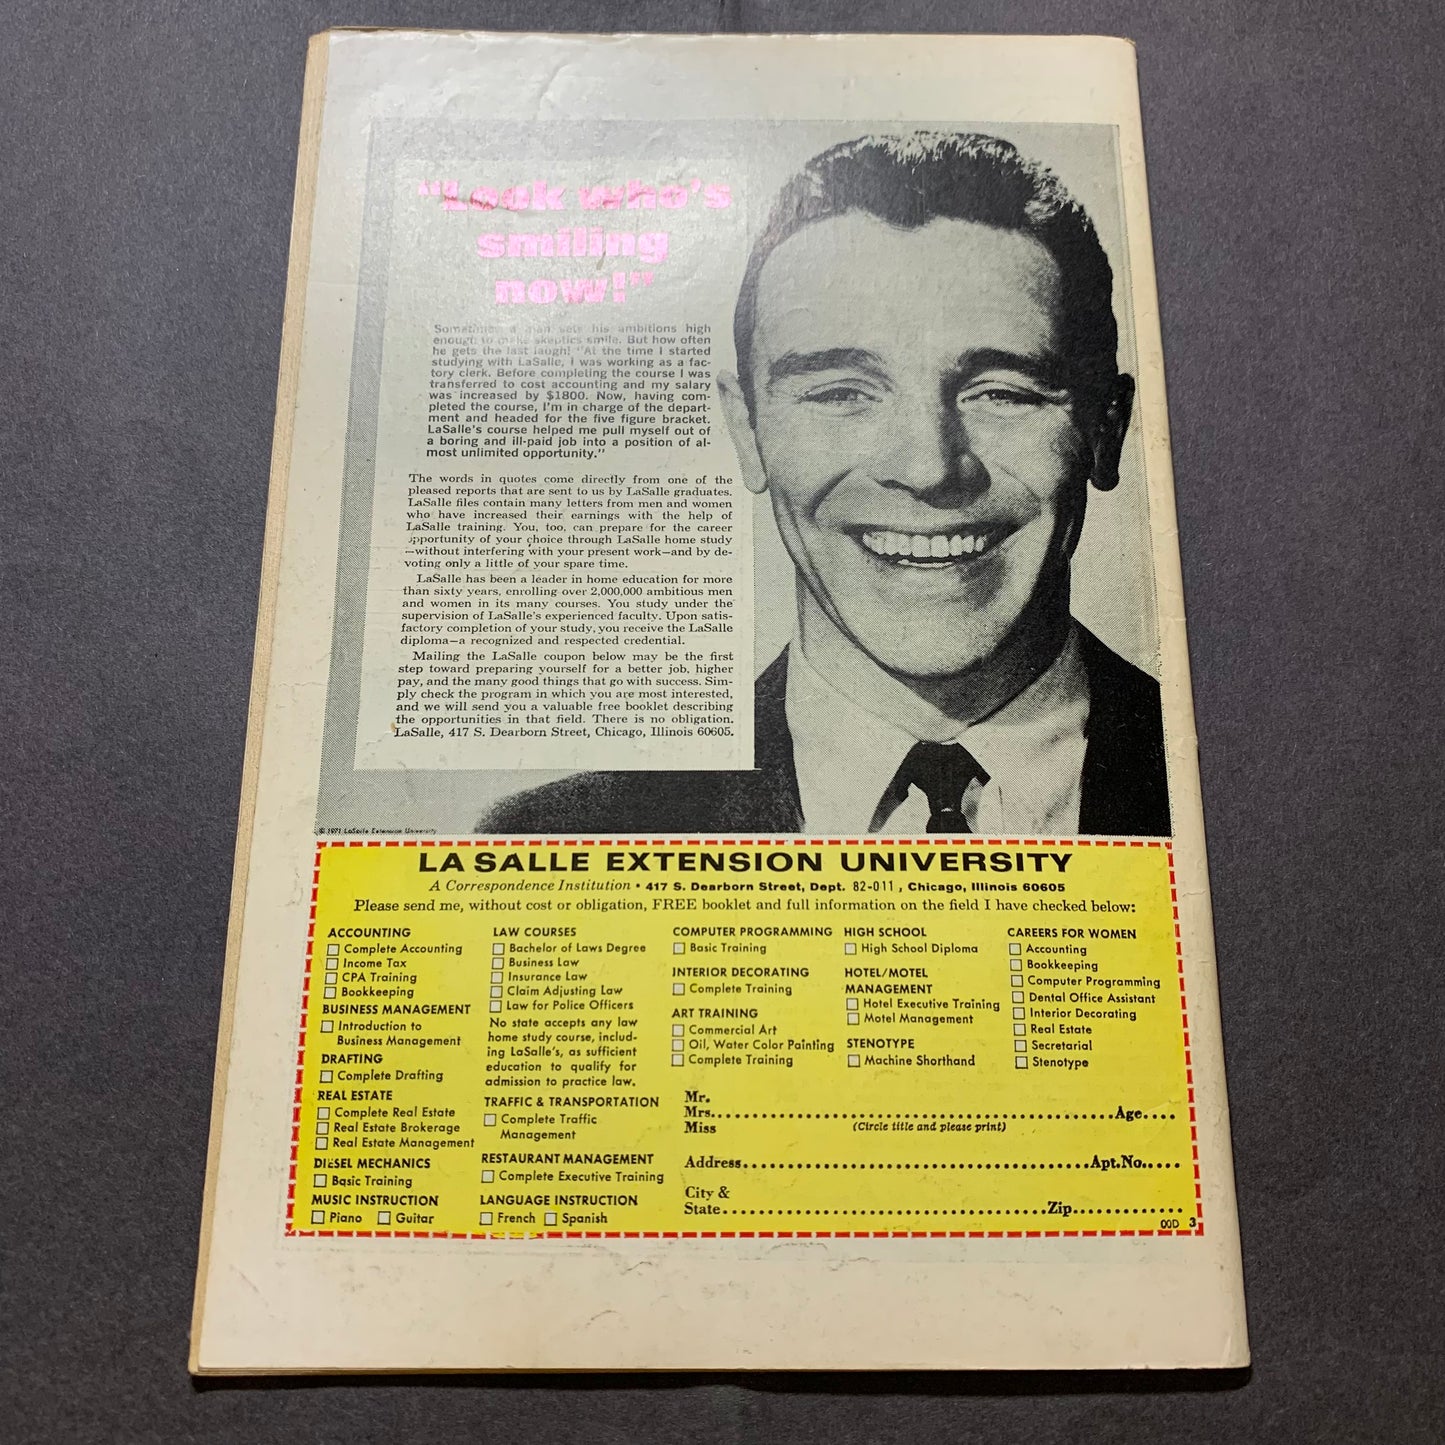 "Look who's
smiling
now!"
Sometimes a man sets his ambitions high
enough to make skeptics smile. But how often
he gets the last laugh! "At the time I started
studying with LaSalle, I was working as a fac-
tory clerk. Before completing the course I was
transferred to cost accounting and my salary
was increased by $1800. Now, having com-
pleted the course, I'm in charge of the depart-
ment and headed for the five figure bracket.
LaSalle's course helped me pull myself out of
a boring and ill-paid job into a position of al-
most unlimited opportunity."
The words in quotes come directly from one of the
pleased reports that are sent to us by LaSalle graduates.
LaSalle files contain many letters from men and women
who have increased their earnings with the help of
LaSalle training. You, too, can prepare for the career
opportunity of your choice through LaSalle home study
—without interfering with your present work—and by de-
voting only a little of your spare time.
LaSalle has been a leader in home education for more
than sixty years, enrolling over 2,000,000 ambitious men
and women in its many courses. You study under the
supervision of LaSalle's experienced faculty. Upon satis-
factory completion of your study, you receive the LaSalle
diploma—a recognized and respected credential.
Mailing the LaSalle coupon below may be the first
step toward preparing yourself for a better job, higher
pay, and the many good things that go with success. Sim-
ply check the program in which you are most interested,
and we will send you a valuable free booklet describing
the opportunities in that field. There is no obligation.
LaSalle, 417 S. Dearborn Street, Chicago, Illinois 60605.
© 1971 LaSalle Extension University
LA SALLE EXTENSION UNIVERSITY
A Correspondence Institution • 417 S. Dearborn Street, Dept. 82-011, Chicago, Illinois 60605
Please send me, without cost or obligation, FREE booklet and full information on the field I have checked below:
ACCOUNTING
Complete Accounting
Income Tax
CPA Training
Bookkeeping
BUSINESS MANAGEMENT
Introduction to
Business Management
DRAFTING
Complete Drafting
REAL ESTATE
Complete Real Estate
Real Estate Brokerage
Real Estate Management
DIESEL MECHANICS
Basic Training
MUSIC INSTRUCTION
Piano Guitar
LAW COURSES
Bachelor of Laws Degree
Business Law
Insurance Law
Claim Adjusting Law
Law for Police Officers
No state accepts any law
home study course, includ-
ing LaSalle's, as sufficient
education to qualify for
admission to practice law.
TRAFFIC & TRANSPORTATION
Complete Traffic
Management
RESTAURANT MANAGEMENT
Complete Executive Training
LANGUAGE INSTRUCTION
French Spanish
COMPUTER PROGRAMMING
Basic Training
INTERIOR DECORATING
Complete Training
ART TRAINING
Commercial Art
Oil, Water Color Painting
Complete Training
HIGH SCHOOL
High School Diploma
HOTEL/MOTEL
MANAGEMENT
Hotel Executive Training
Motel Management
STENOTYPE
Machine Shorthand
CAREERS FOR WOMEN
Accounting
Bookkeeping
Computer Programming
Dental Office Assistant
Interior Decorating
Real Estate
Secretarial
Stenotype
Mr.
Mrs. Age
Miss (Circle title and please print)
Address Apt.No.
City &
State Zip
00D 3